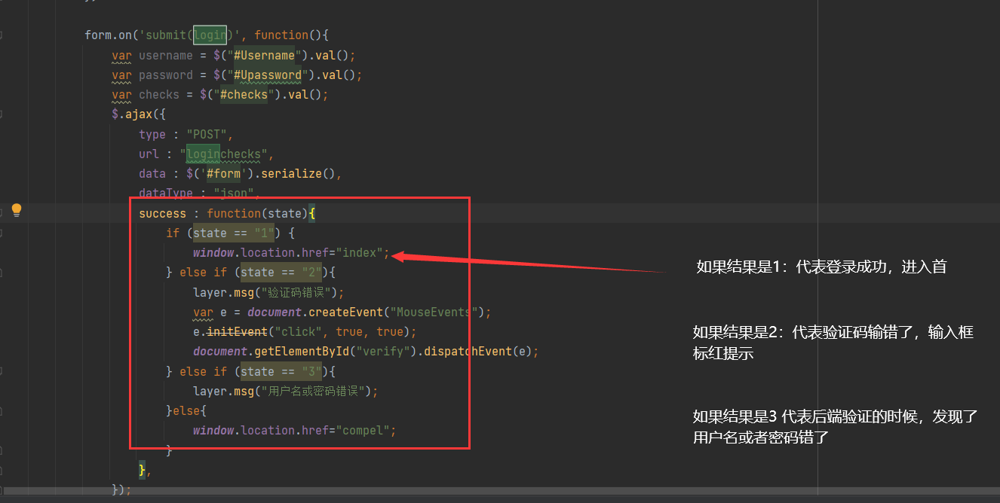 form.on('submit(login)', function(){
var username = $("#Username").val();
var password = $("#Upassword").val();
var checks = $("#checks").val();
$.ajax({
type : "POST",
url : "loginchecks",
data : $('#form').serialize(),
dataType : "json",
success : function(state){
if (state == "1") {
window.location.href="index";
} else if (state == "2"){
layer.msg("验证码错误");
var e = document.createEvent("MouseEvents");
e.initEvent("click", true, true);
document.getElementById("verify").dispatchEvent(e);
} else if (state == "3"){
layer.msg("用户名或密码错误");
}else{
window.location.href="compel";
}
},
});
如果结果是1：代表登录成功，进入首
如果结果是2：代表验证码输错了，输入框
标红提示
如果结果是3 代表后端验证的时候，发现了
用户名或者密码错了